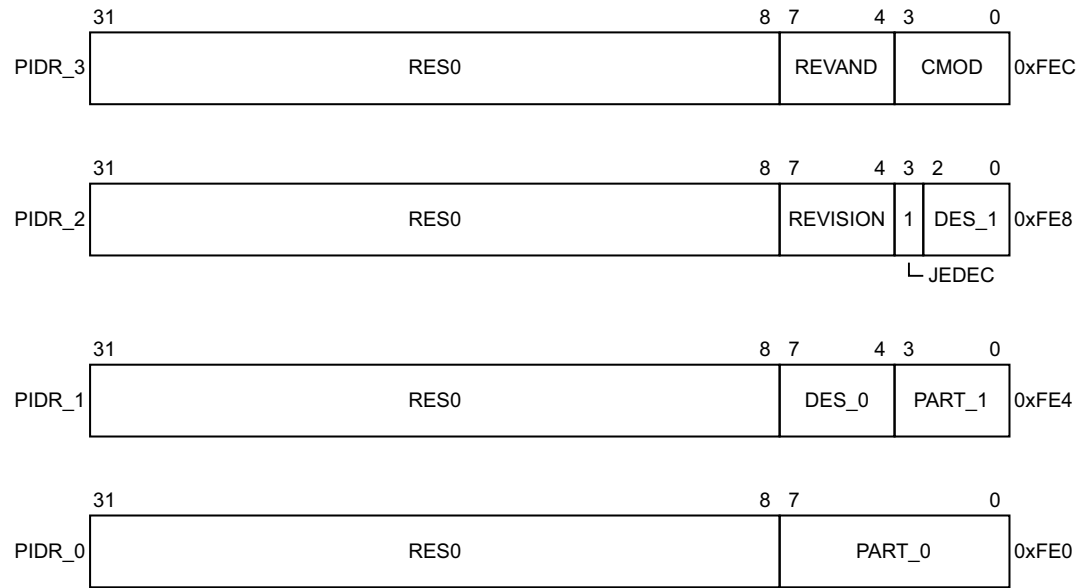 31 8 7 4 3 0
PIDR_3 RES0 REVAND CMOD 0xFEC
31 8 7 4 3 2 0
PIDR_2 RES0 REVISION 1 DES_1 0xFE8
JEDEC
31 8 7 4 3 0
PIDR_1 RES0 DES_0 PART_1 0xFE4
31 8 7 0
PIDR_0 RES0 PART_0 0xFE0